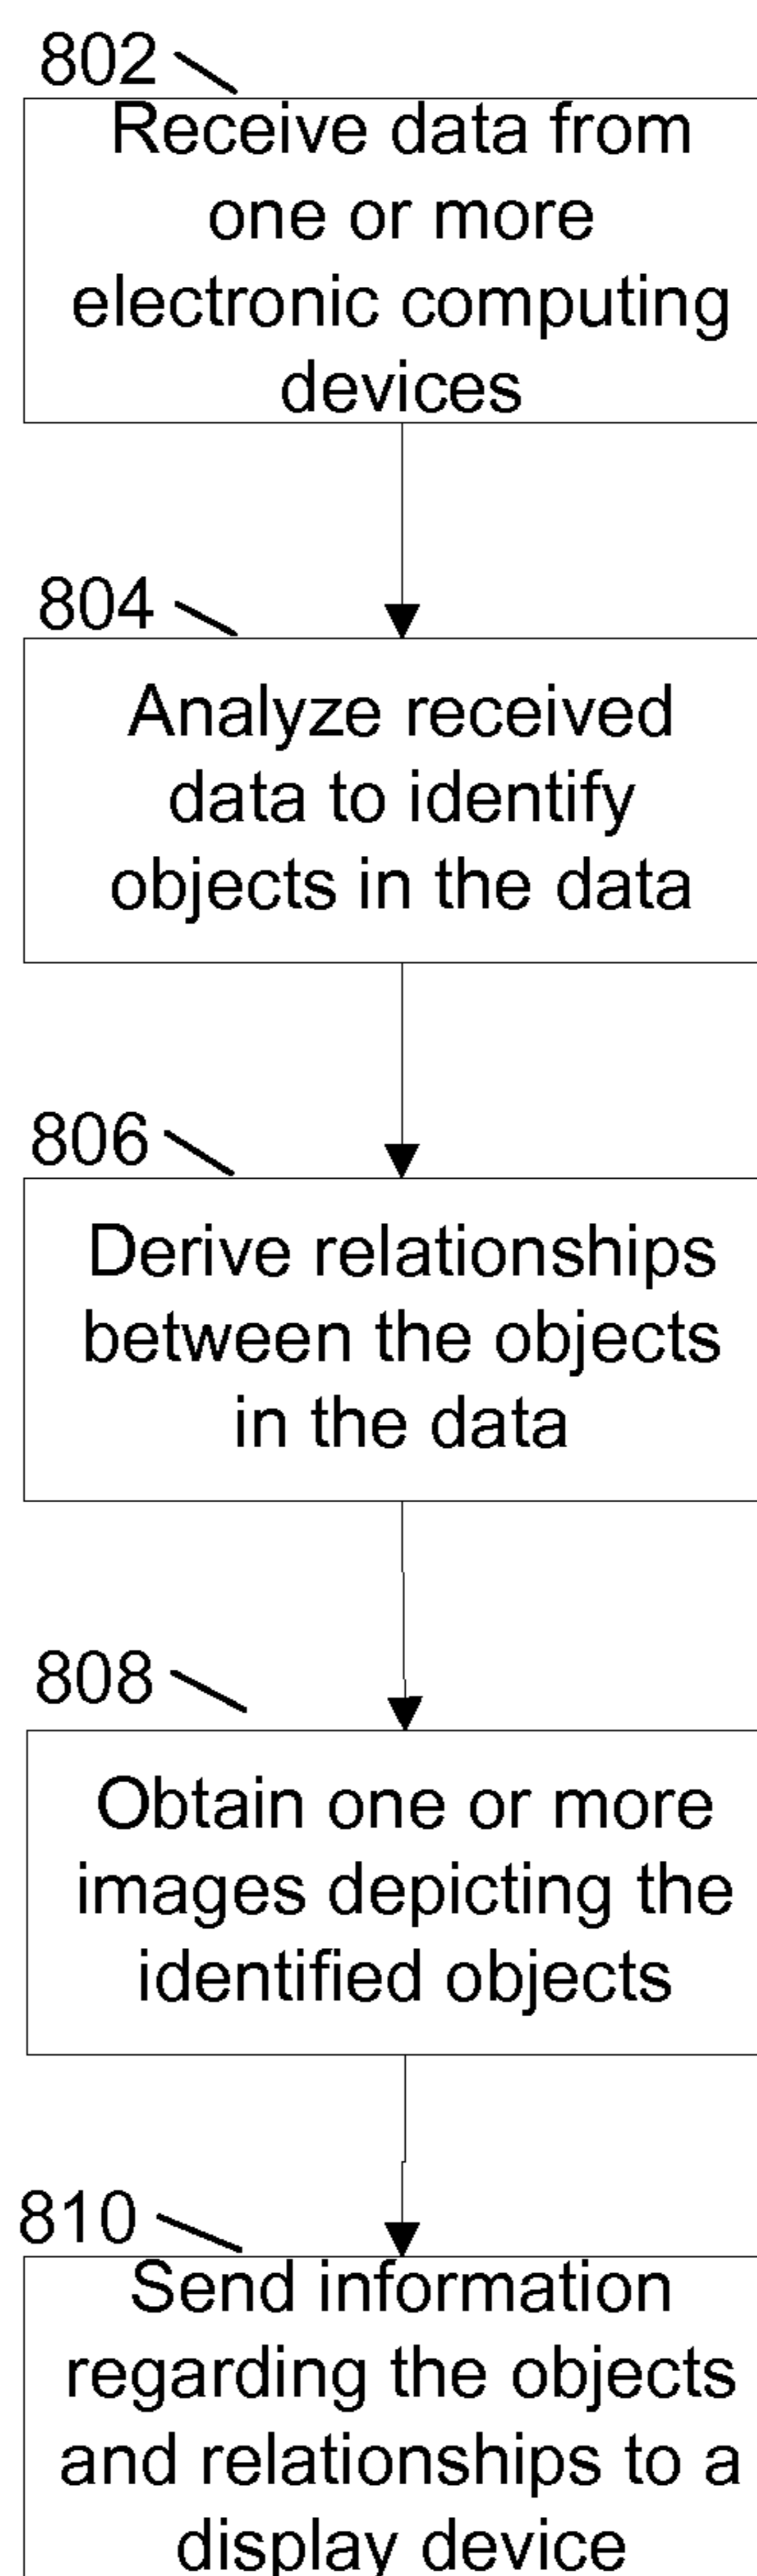 802
Receive data from
one or more
electronic computing
devices
804
Analyze received
data to identify
objects in the data
806
Derive relationships
between the objects
in the data
808
Obtain one or more
images depicting the
identified objects
810
Send information
regarding the objects
and relationships to a
display device